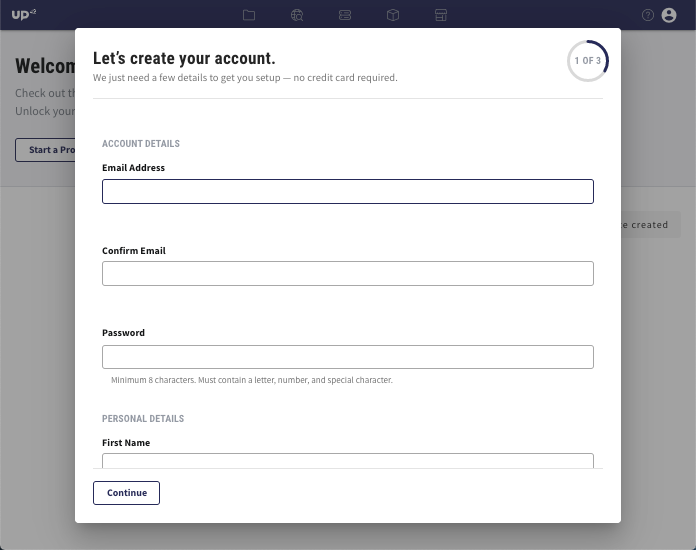 UP v2
Let's create your account.
We just need a few details to get you setup — no credit card required.
1 OF 3
Welcom
Check out th
Unlock your
Start a Pro
ACCOUNT DETAILS
Email Address
created
Confirm Email
Password
Minimum 8 characters. Must contain a letter, number, and special character.
PERSONAL DETAILS
First Name
Continue